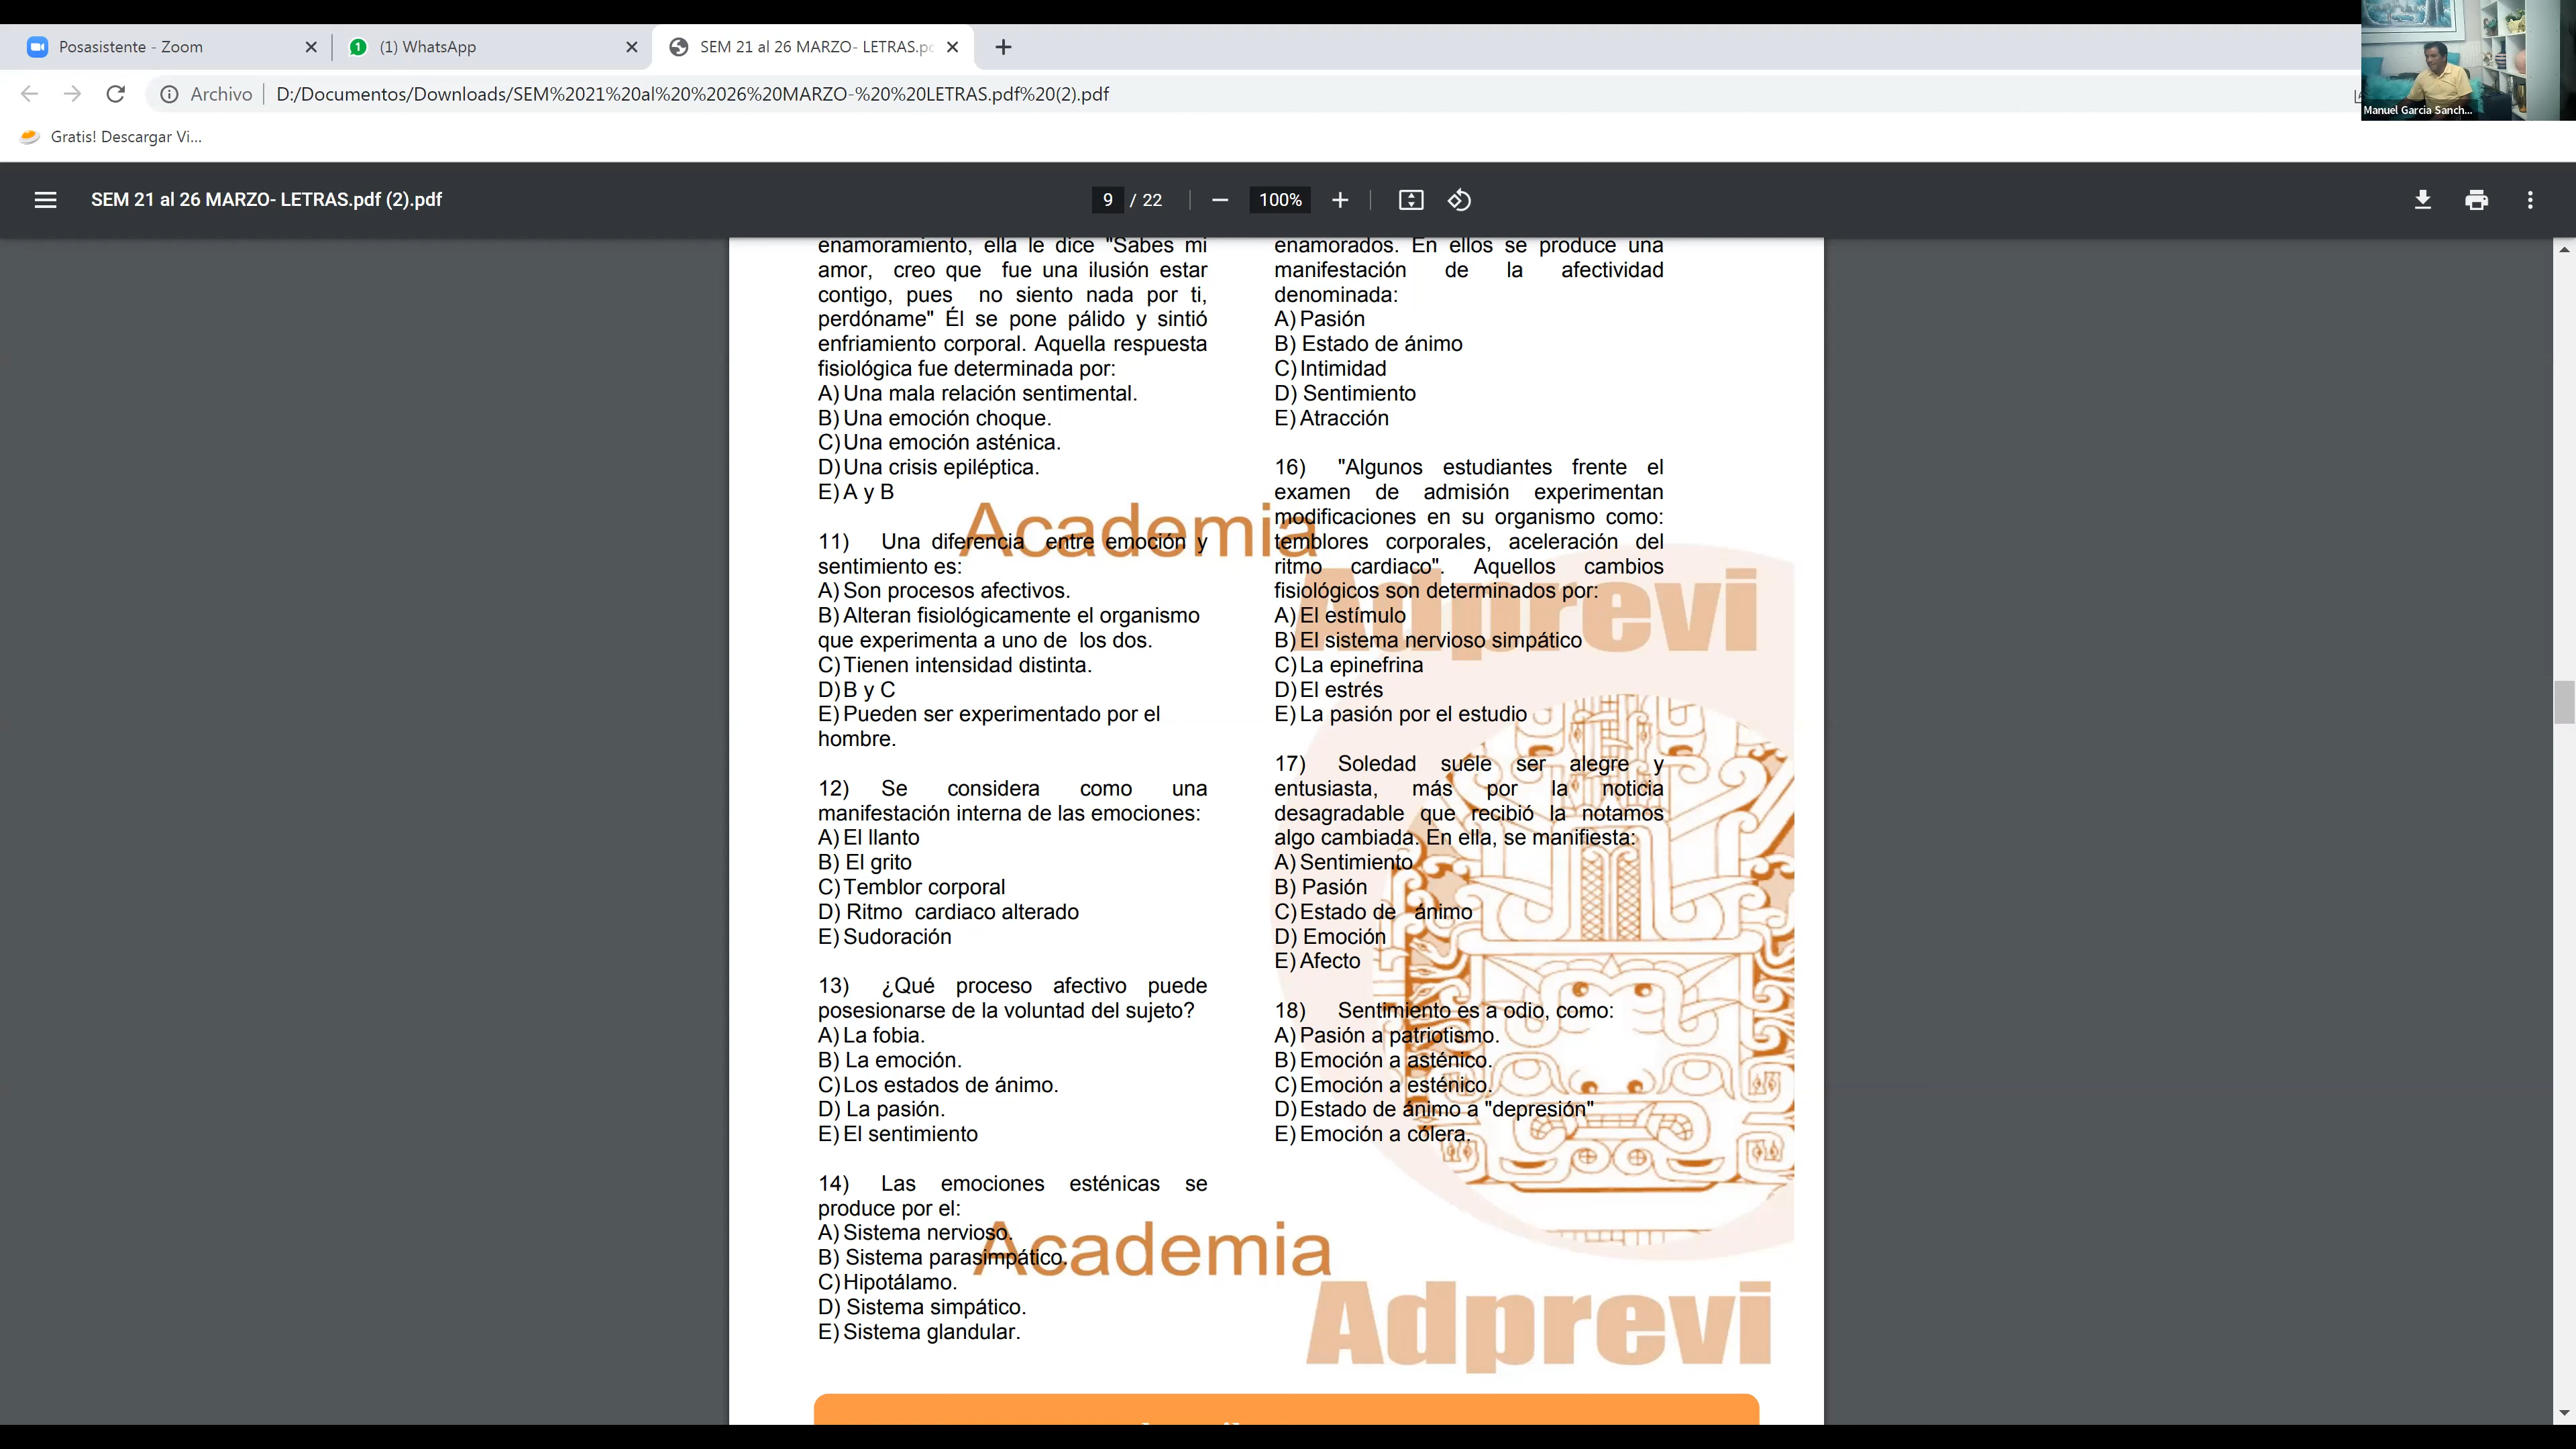 Posasistente - Zoom
1
(1) WhatsApp
SEM 21 al 26 MARZO- LETRAS.pd
Archivo
D:/Documentos/Downloads/SEM%2021%20al%20%2026%20MARZO-%20%20LETRAS.pdf%20(2).pdf
Manuel Garcia Sanch...
Gratis! Descargar Vi...
SEM 21 al 26 MARZO- LETRAS.pdf (2).pdf
9 / 22
100%
enamoramiento, ella le dice "Sabes mi
amor, creo que fue una ilusión estar
contigo, pues no siento nada por ti,
perdóname" Él se pone pálido y sintió
enfriamiento corporal. Aquella respuesta
fisiológica fue determinada por:
A) Una mala relación sentimental.
B) Una emoción choque.
C) Una emoción asténica.
D) Una crisis epiléptica.
E) A y B
11) Una diferencia entre emoción y
sentimiento es:
A) Son procesos afectivos.
B) Alteran fisiológicamente el organismo
que experimenta a uno de los dos.
C) Tienen intensidad distinta.
D) B y C
E) Pueden ser experimentado por el
hombre.
12) Se considera como una
manifestación interna de las emociones:
A) El llanto
B) El grito
C) Temblor corporal
D) Ritmo cardiaco alterado
E) Sudoración
13) ¿Qué proceso afectivo puede
posesionarse de la voluntad del sujeto?
A) La fobia.
B) La emoción.
C) Los estados de ánimo.
D) La pasión.
E) El sentimiento
14) Las emociones esténicas se
produce por el:
A) Sistema nervioso.
B) Sistema parasimpático.
C) Hipotálamo.
D) Sistema simpático.
E) Sistema glandular.
enamorados. En ellos se produce una
manifestación de la afectividad
denominada:
A) Pasión
B) Estado de ánimo
C) Intimidad
D) Sentimiento
E) Atracción
16) "Algunos estudiantes frente el
examen de admisión experimentan
modificaciones en su organismo como:
temblores corporales, aceleración del
ritmo cardiaco". Aquellos cambios
fisiológicos son determinados por:
A) El estímulo
B) El sistema nervioso simpático
C) La epinefrina
D) El estrés
E) La pasión por el estudio
17) Soledad suele ser alegre y
entusiasta, más por la noticia
desagradable que recibió la notamos
algo cambiada. En ella, se manifiesta:
A) Sentimiento
B) Pasión
C) Estado de ánimo
D) Emoción
E) Afecto
18) Sentimiento es a odio, como:
A) Pasión a patriotismo.
B) Emoción a asténico.
C) Emoción a esténico.
D) Estado de ánimo a "depresión"
E) Emoción a cólera.
Academia
Adprevi
Academia
Adprevi